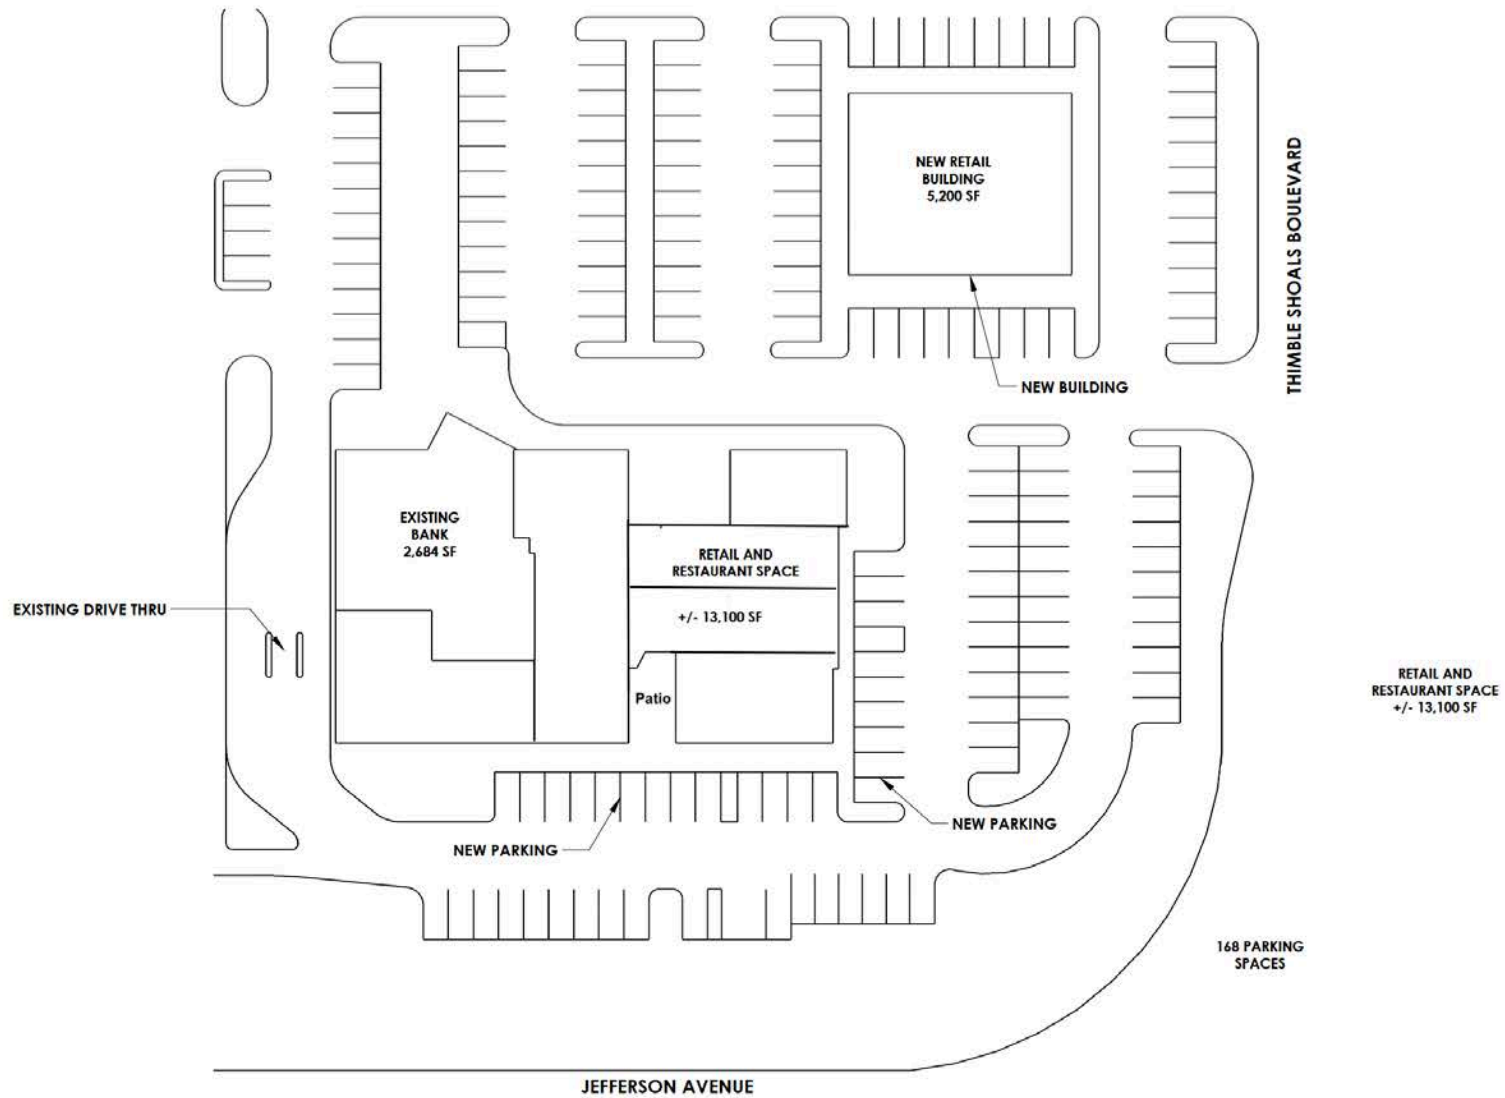 NEW RETAIL
BUILDING
5,200 SF
THIMBLE SHOALS BOULEVARD
NEW BUILDING
EXISTING
BANK
2,684 SF
RETAIL AND
RESTAURANT SPACE
+/- 13,100 SF
EXISTING DRIVE THRU
Patio
RETAIL AND
RESTAURANT SPACE
+/- 13,100 SF
NEW PARKING
NEW PARKING
168 PARKING
SPACES
JEFFERSON AVENUE